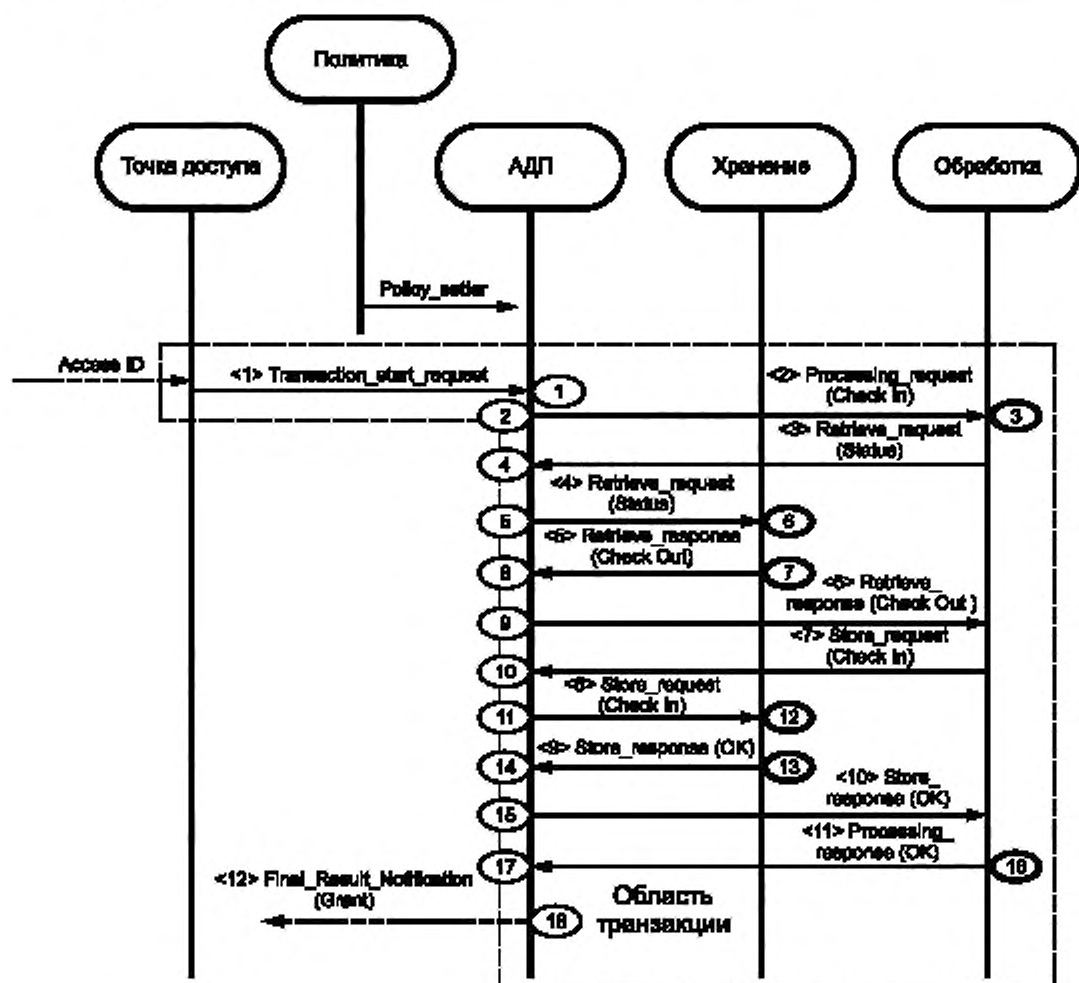 Политика
Точка доступа
АДП
Хранение
Обработка
Policy_setter
Access ID
<1> Transaction_start_request
1
<2> Processing_request
(Check In)
2
3
<3> Retrieve_request
(Status)
4
<4> Retrieve_request
(Status)
5
6
<5> Retrieve_response
(Check Out)
8
7
<6> Retrieve_
response (Check Out )
9
<7> Store_request
(Check In)
10
<8> Store_request
(Check In)
11
12
<9> Store_response (OK)
14
13
<10> Store_
response (OK)
15
<11> Processing_
response (OK)
17
16
<12> Final_Result_Notification
(Grant)
18
Область
транзакции